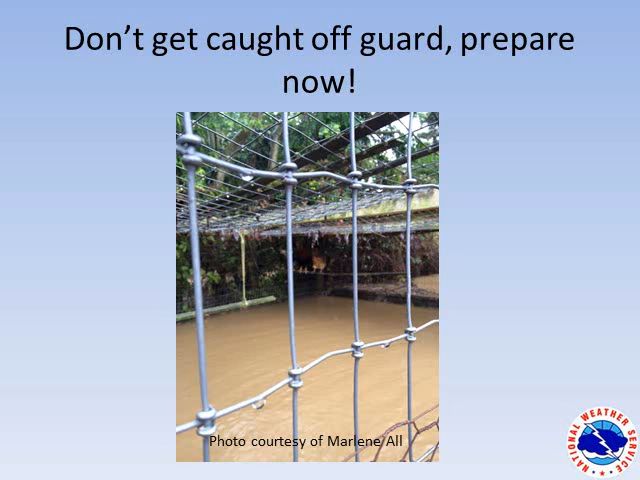 Don’t get caught off guard, prepare
now!
Photo courtesy of Marlene All
NATIONAL WEATHER SERVICE